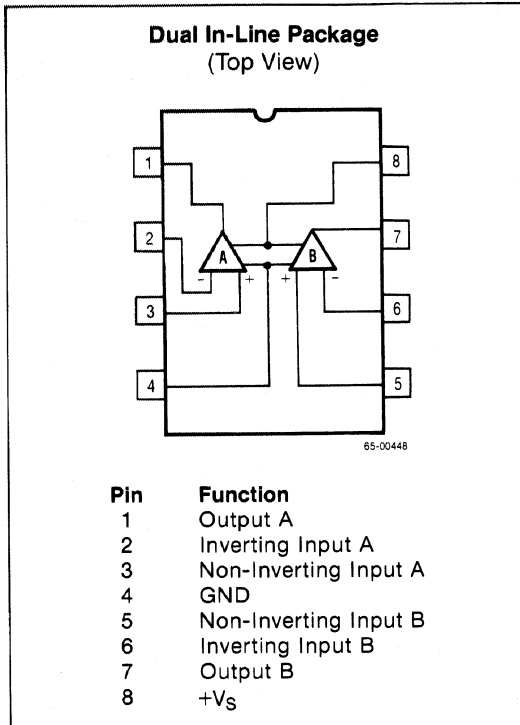 Dual In-Line Package
(Top View)
1
8
2
7
A
B
-
+
+
-
3
6
4
5
65-00448
Pin Function
1 Output A
2 Inverting Input A
3 Non-Inverting Input A
4 GND
5 Non-Inverting Input B
6 Inverting Input B
7 Output B
8 +VS